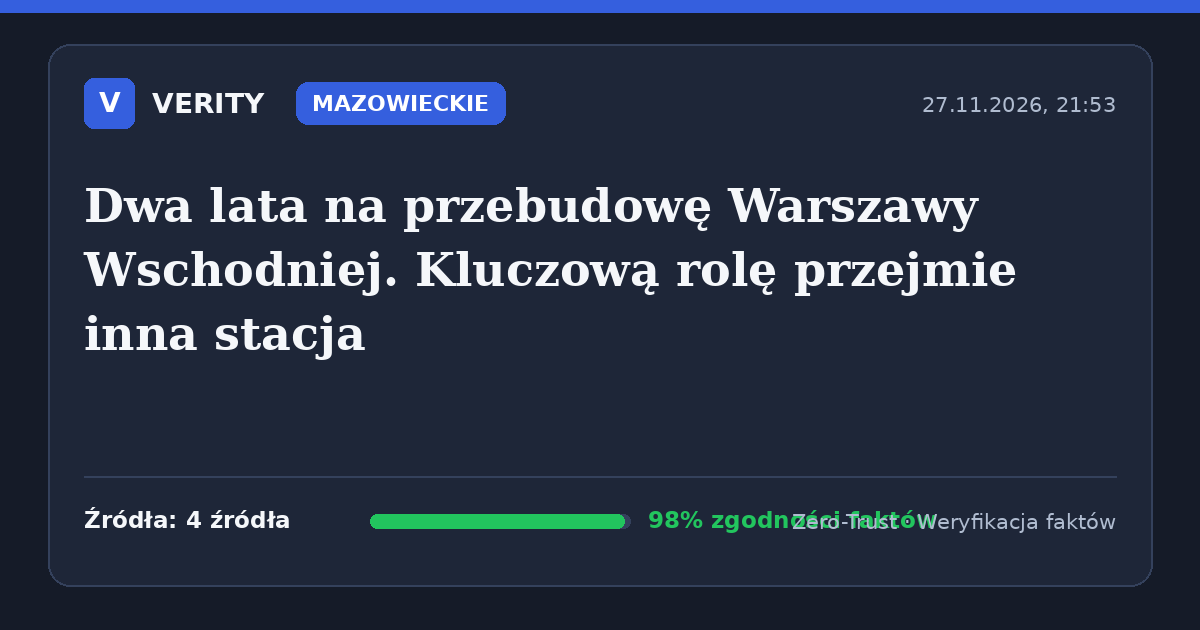 V VERITY MAZOWIECKIE 27.11.2026, 21:53
Dwa lata na przebudowę Warszawy
Wschodniej. Kluczową rolę przejmie
inna stacja
Źródła: 4 źródła 98% zgodności faktów Zero-Trust · Weryfikacja faktów